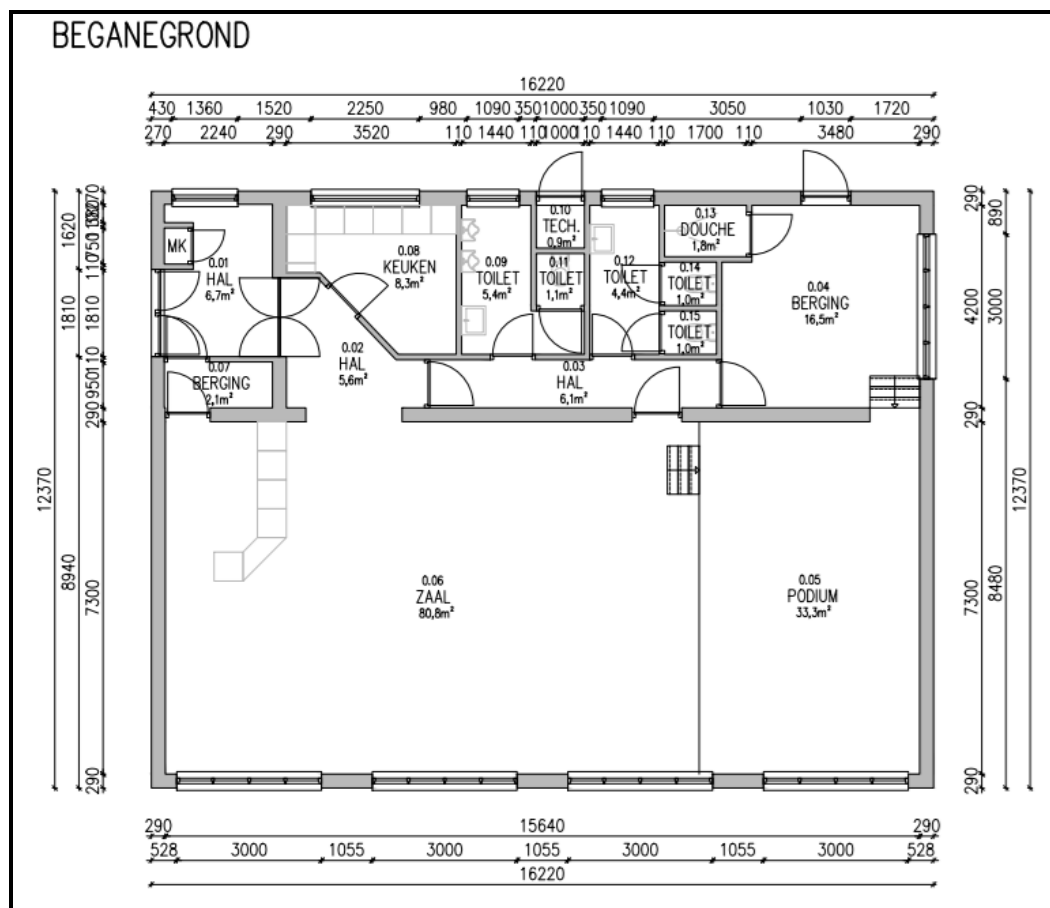 BEGANEGROND
16220
430 1360 1520 2250 980 1090 350 1000 350 1090 3050 1030 1720
270 2240 290 3520 110 1440 110 1000 110 1440 110 1700 110 3480 290
12370
1620 1810 8940
750 110 1810 110 950 290 7300 290
MK
0.01
HAL
6,7m²
0.08
KEUKEN
8,3m²
0.09
TOILET
5,4m²
0.10
TECH.
0,9m²
0.11
TOILET
1,1m²
0.12
TOILET
4,4m²
0.13
DOUCHE
1,8m²
0.14
TOILET
1,0m²
0.15
TOILET
1,0m²
0.04
BERGING
16,5m²
0.02
HAL
5,6m²
0.03
HAL
6,1m²
0.07
BERGING
2,1m²
0.06
ZAAL
80,8m²
0.05
PODIUM
33,3m²
290 4200 290 7300 290
890 3000 8480
12370
290 15640 290
528 3000 1055 3000 1055 3000 1055 3000 528
16220